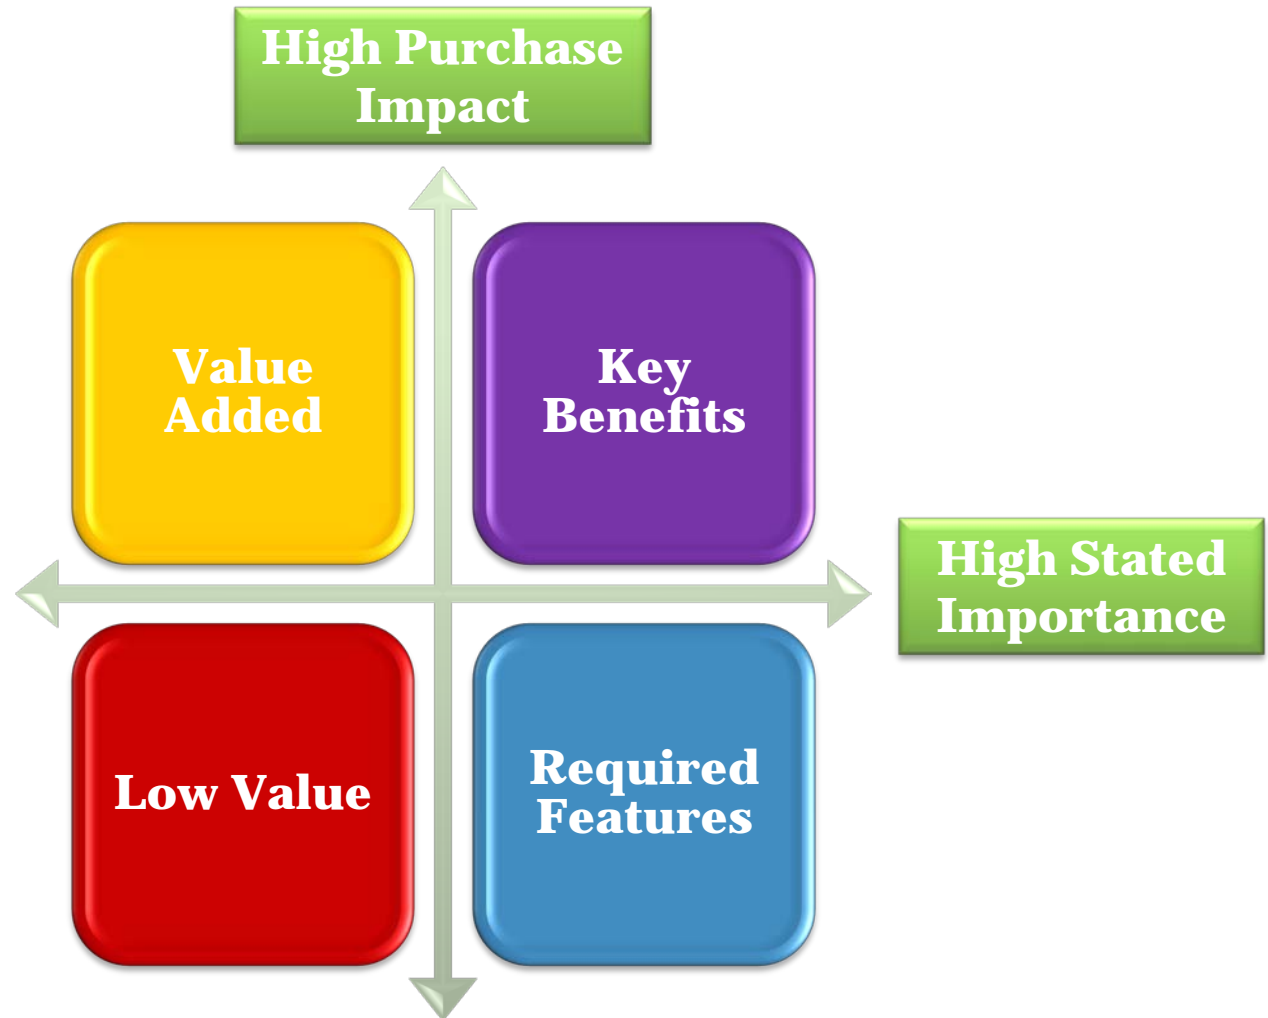 High Purchase
Impact
Value
Added
Key
Benefits
High Stated
Importance
Low Value
Required
Features